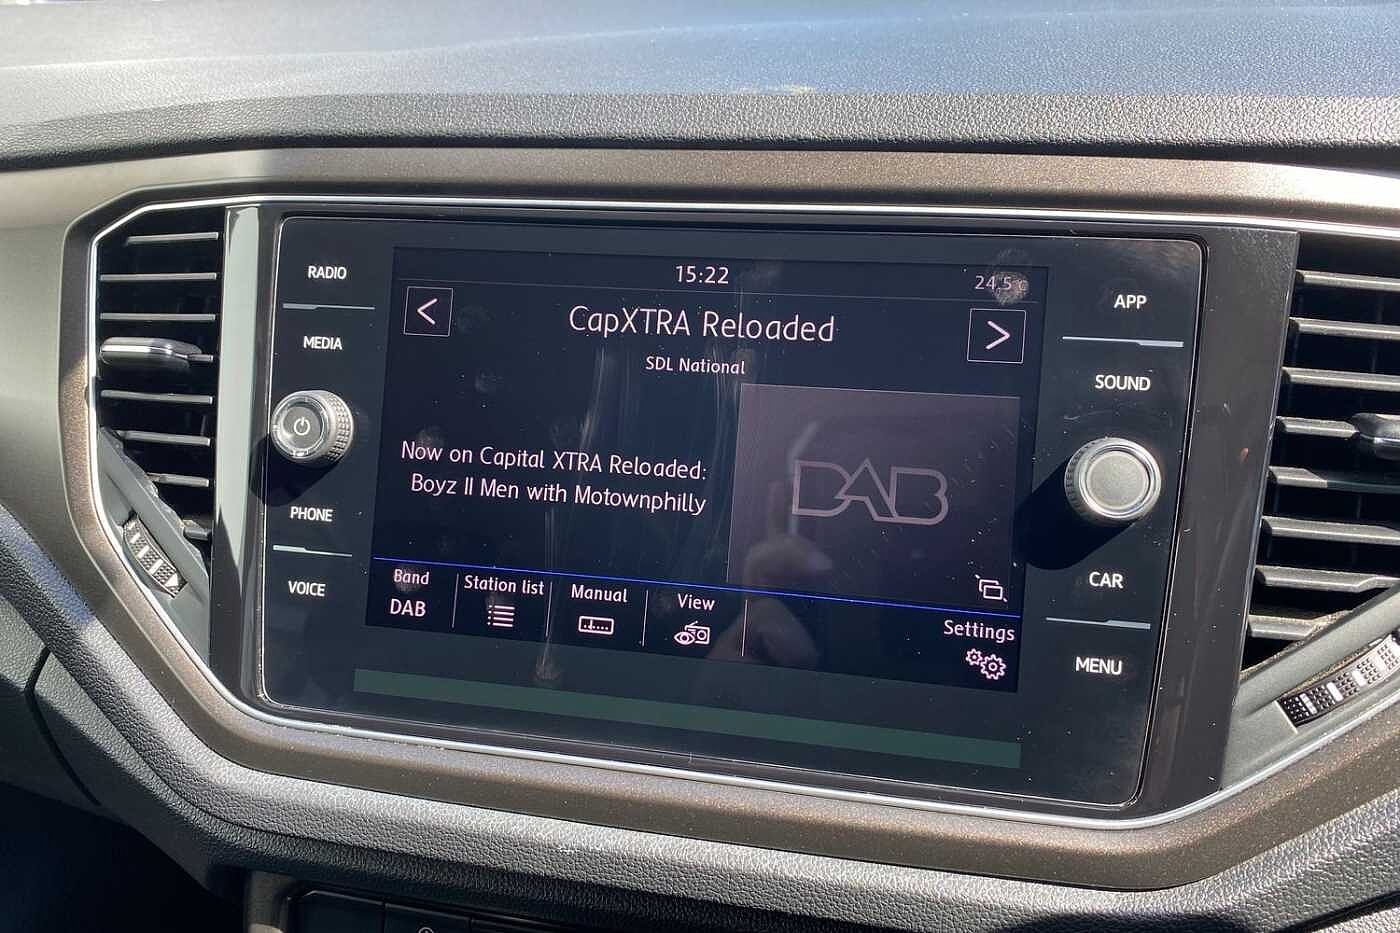 RADIO
MEDIA
PHONE
VOICE
15:22
24.5
CapXTRA Reloaded
SDL National
Now on Capital XTRA Reloaded:
Boyz II Men with Motownphilly
DAB
Band
DAB
Station list
Manual
View
Settings
APP
SOUND
CAR
MENU